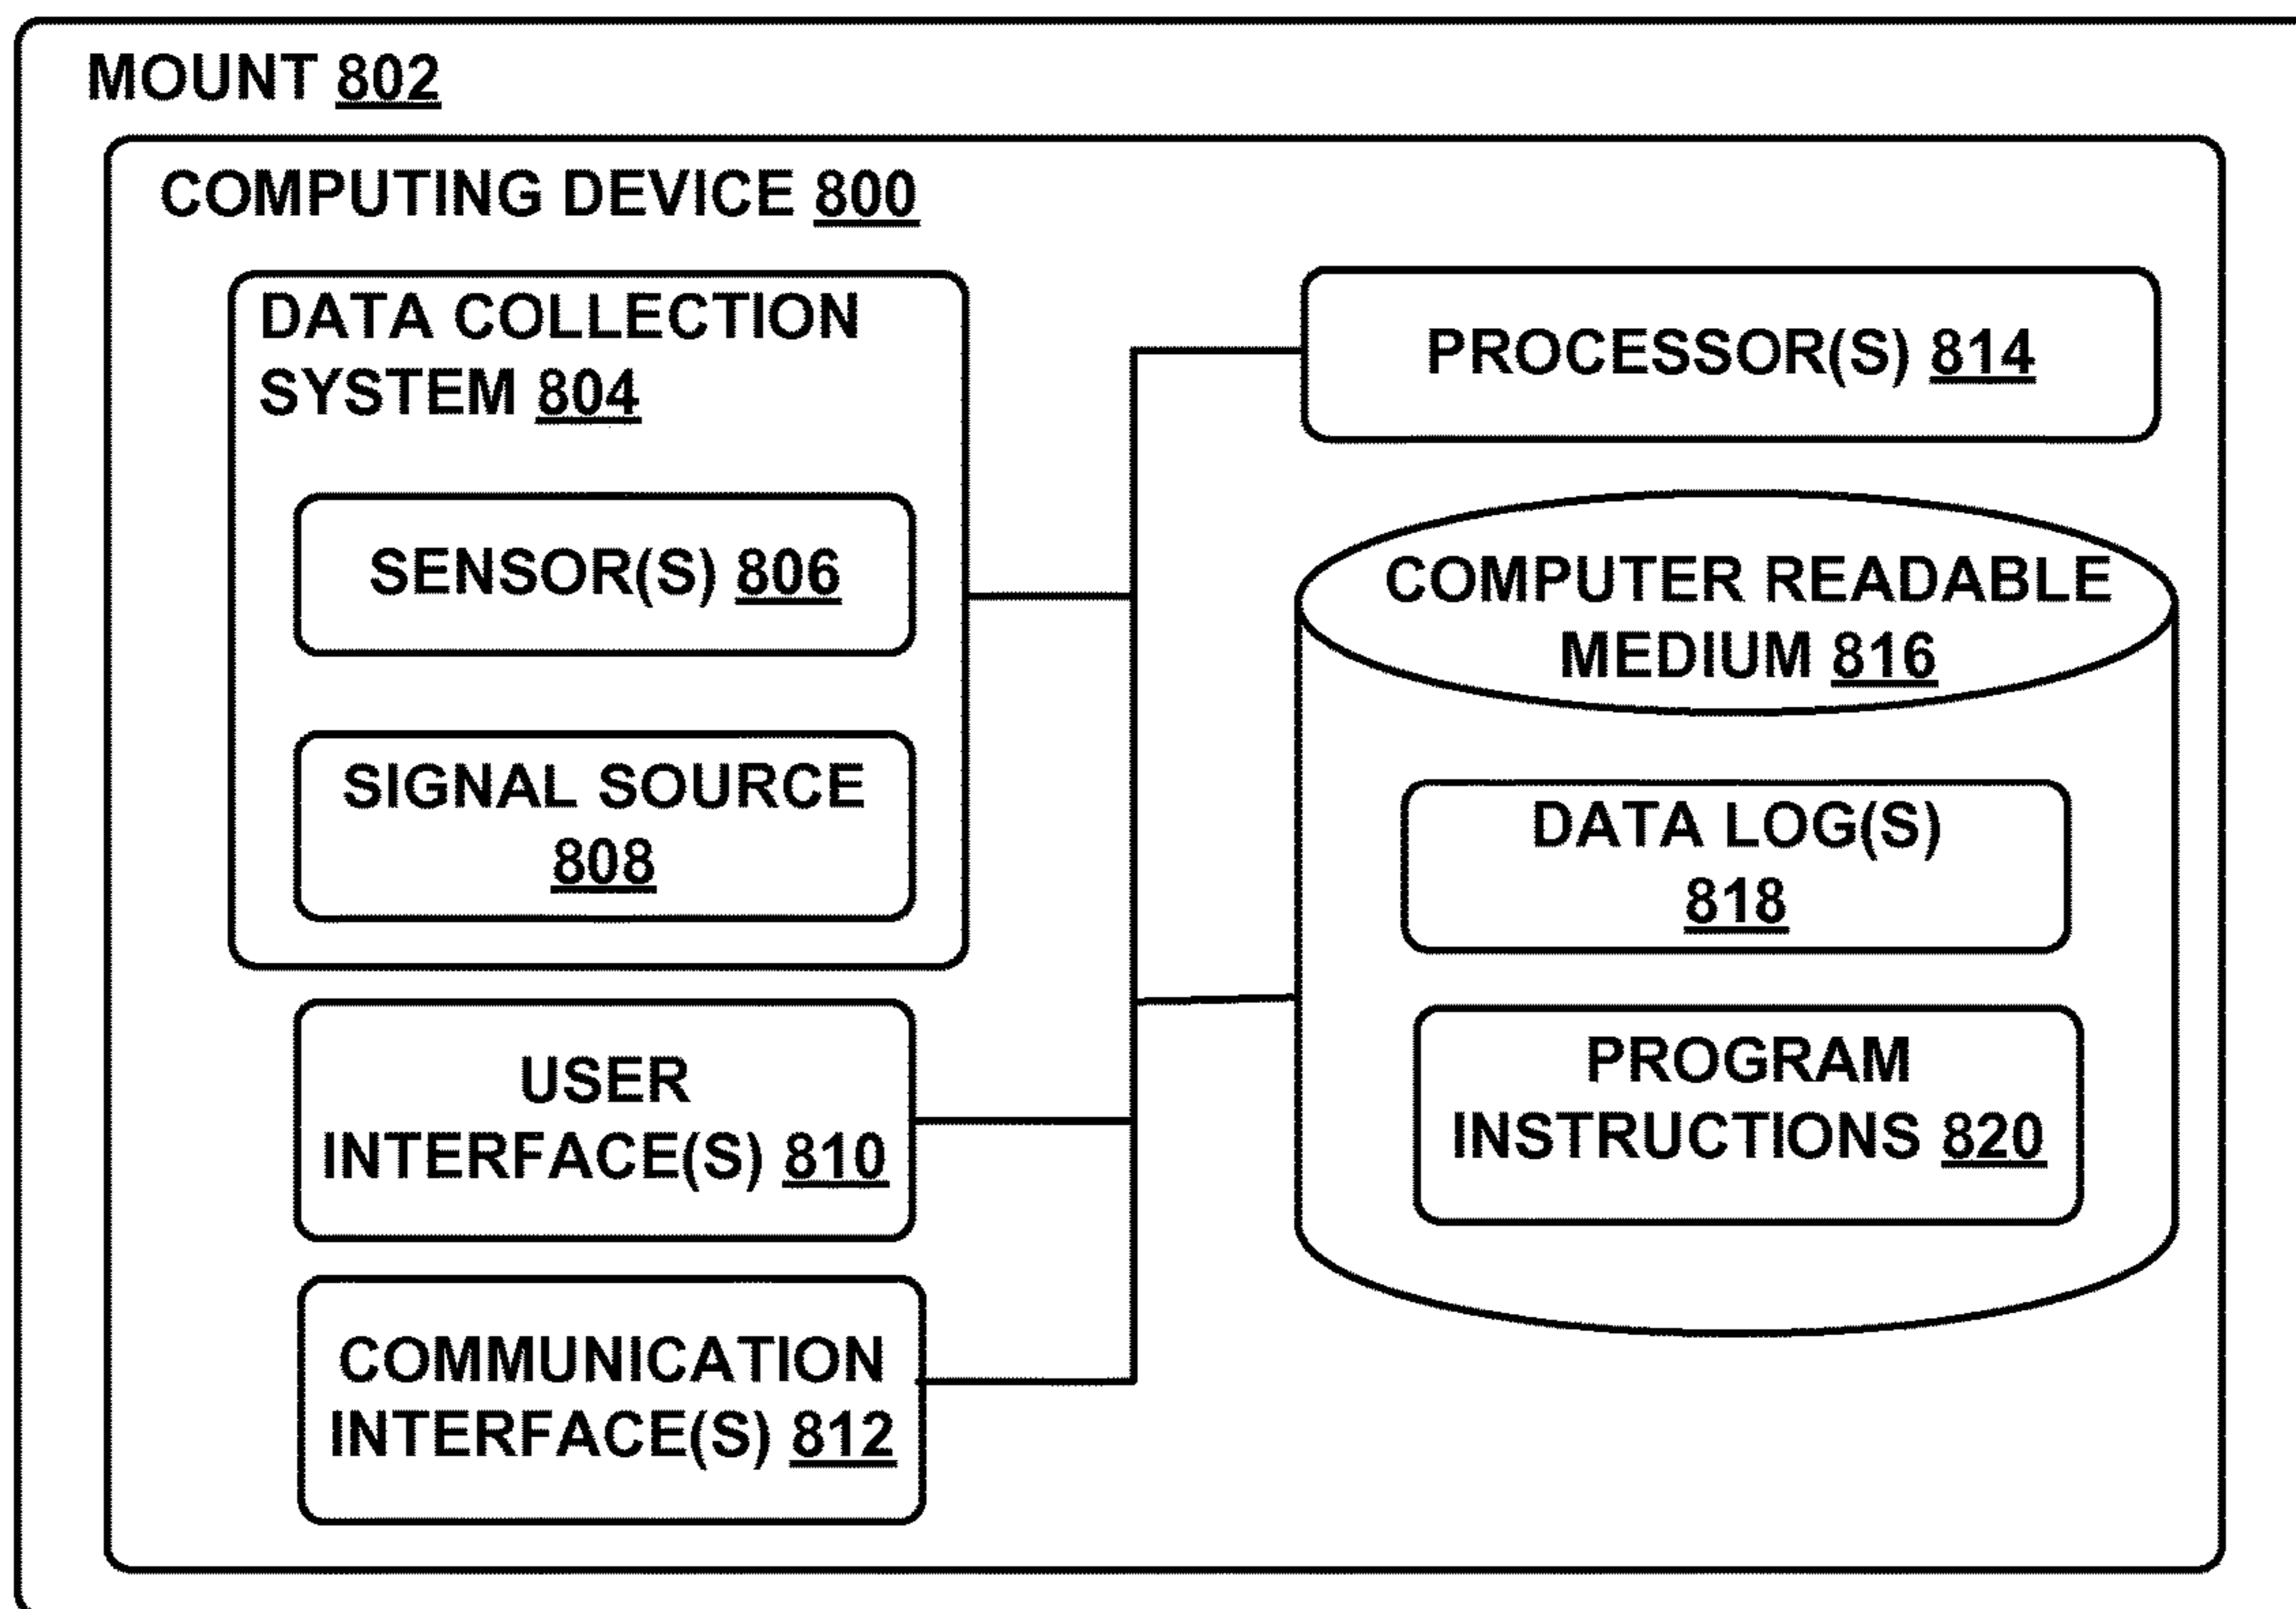 MOUNT 802
COMPUTING DEVICE 800
DATA COLLECTION
SYSTEM 804
SENSOR(S) 806
SIGNAL SOURCE
808
USER
INTERFACE(S) 810
COMMUNICATION
INTERFACE(S) 812
PROCESSOR(S) 814
COMPUTER READABLE
MEDIUM 816
DATA LOG(S)
818
PROGRAM
INSTRUCTIONS 820